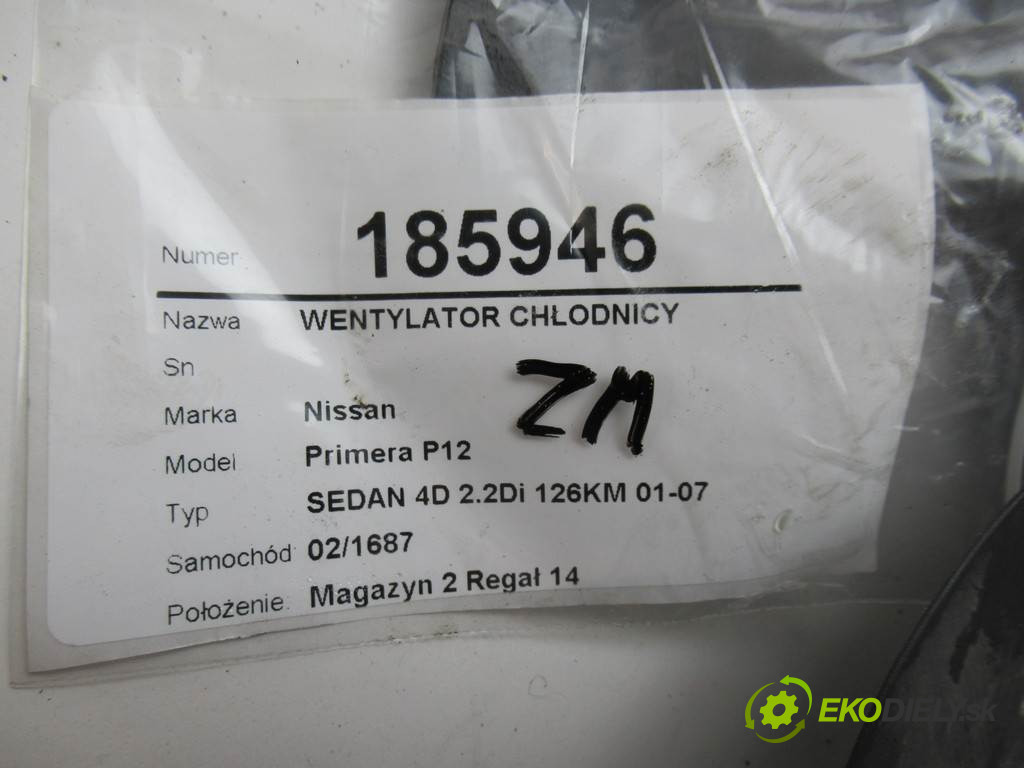 Numer 185946
Nazwa WENTYLATOR CHŁODNICY
Sn
ZM
Marka Nissan
Model Primera P12
Typ SEDAN 4D 2.2Di 126KM 01-07
Samochód 02/1687
Położenie: Magazyn 2 Regał 14
EKODIELY.sk